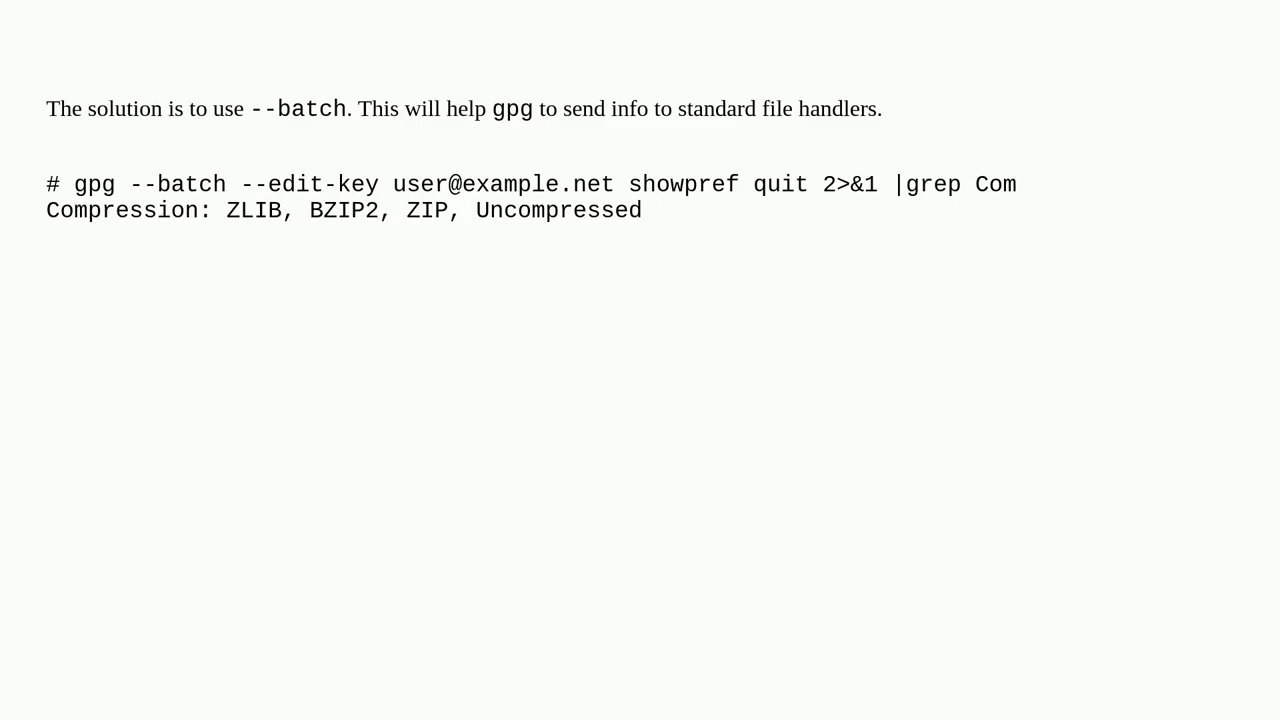 The solution is to use --batch. This will help gpg to send info to standard file handlers.
# gpg --batch --edit-key user@example.net showpref quit 2>&1 |grep Com
Compression: ZLIB, BZIP2, ZIP, Uncompressed